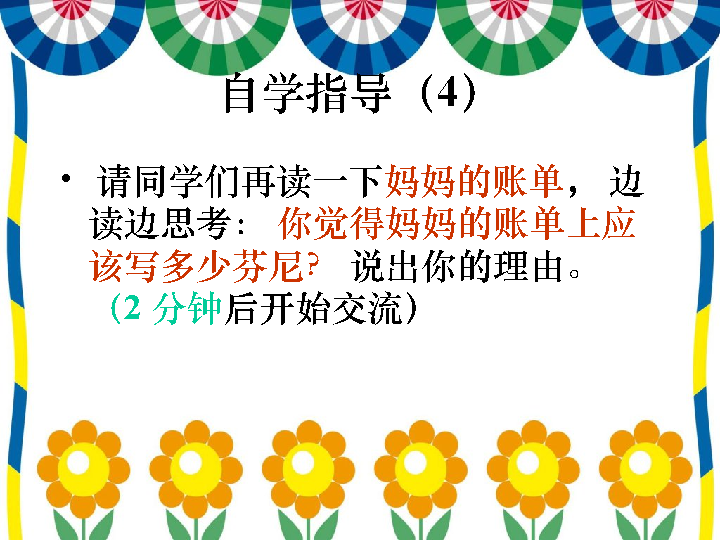 自学指导（4）
• 请同学们再读一下妈妈的账单，边
读边思考：你觉得妈妈的账单上应
该写多少芬尼？说出你的理由。
（2 分钟后开始交流）